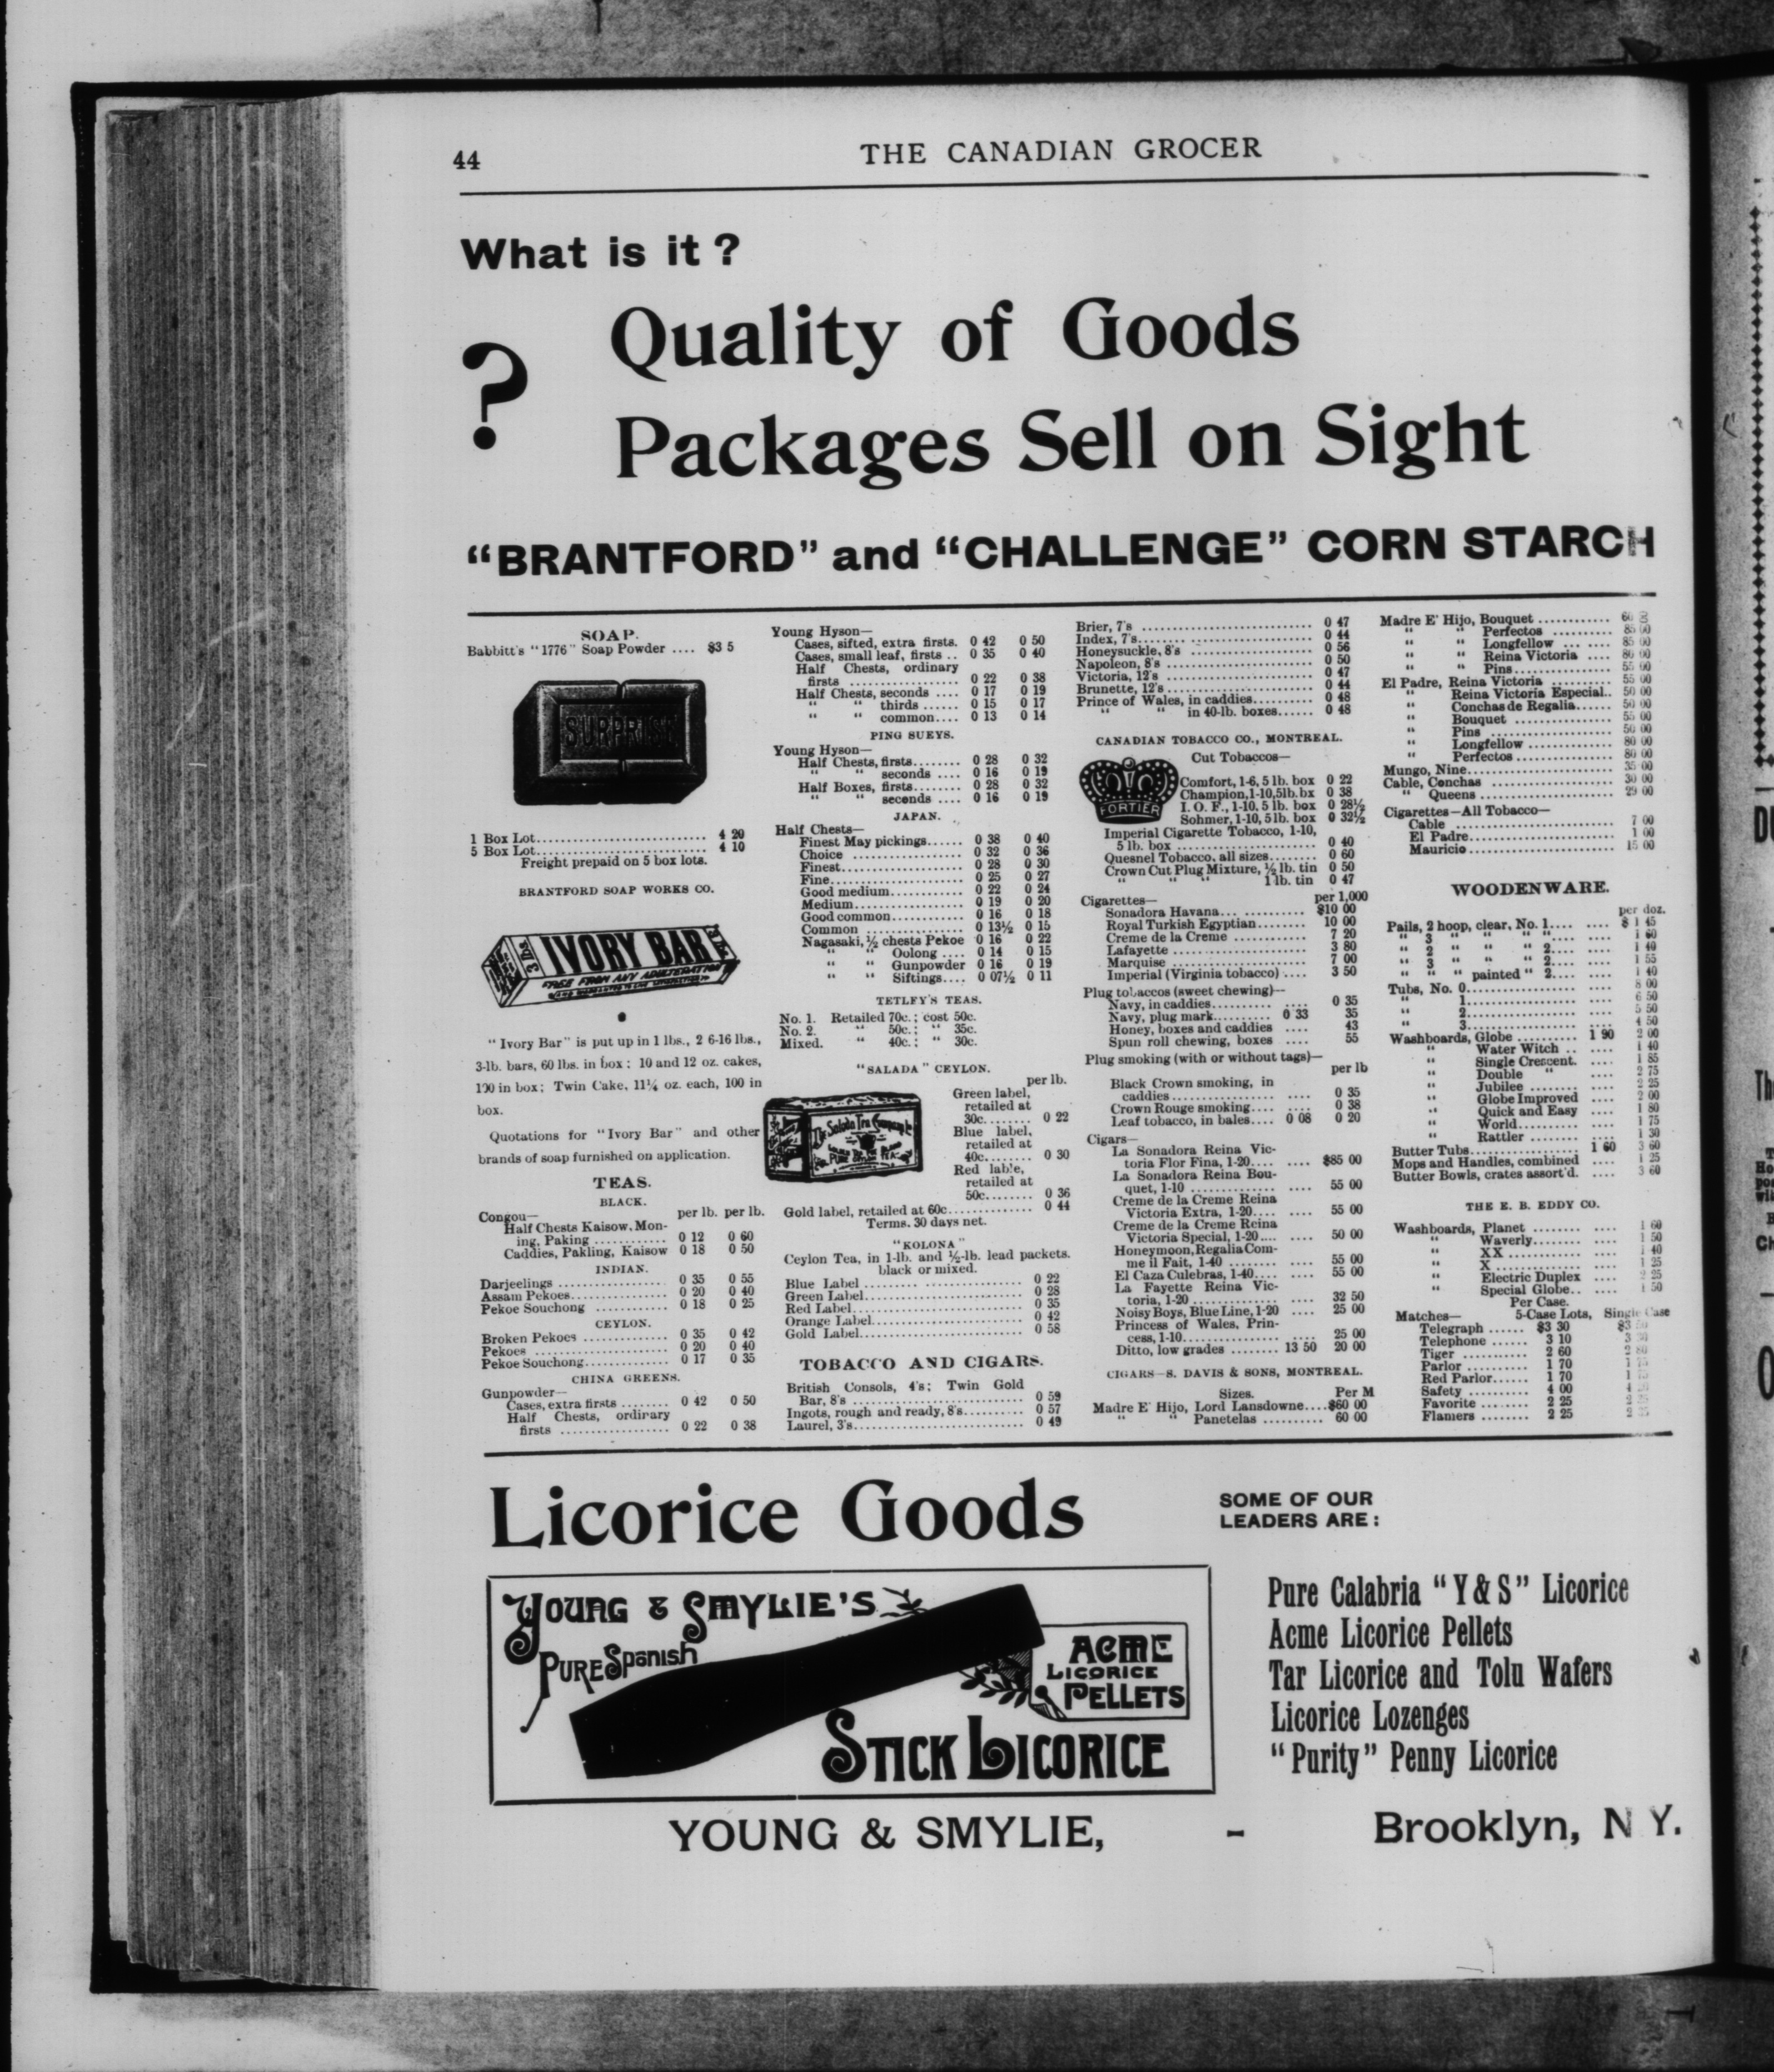 44
THE CANADIAN GROCER
What is it ?
?
Quality of Goods
Packages Sell on Sight
"BRANTFORD" and "CHALLENGE" CORN STARCH
SOAP.
Babbitt's "1776" Soap Powder .... $3 5
SURPRISE
1 Box Lot.............................. 4 20
5 Box Lot.............................. 4 10
Freight prepaid on 5 box lots.
BRANTFORD SOAP WORKS CO.
3 lbs. IVORY BAR
FREE FROM ANY ADULTERATION
"Ivory Bar" is put up in 1 lbs., 2 6-16 lbs.,
3-lb. bars, 60 lbs. in box; 10 and 12 oz. cakes,
100 in box; Twin Cake, 11¼ oz. each, 100 in
box.
Quotations for "Ivory Bar" and other
brands of soap furnished on application.
TEAS.
BLACK.
Congou— per lb. per lb.
Half Chests Kaisow, Mon-
ing, Paking ............ 0 12 0 60
Caddies, Pakling, Kaisow 0 18 0 50
INDIAN.
Darjeelings .................. 0 35 0 55
Assam Pekoes................ 0 20 0 40
Pekoe Souchong ............ 0 18 0 25
CEYLON.
Broken Pekoes .............. 0 35 0 42
Pekoes ...................... 0 20 0 40
Pekoe Souchong.............. 0 17 0 35
CHINA GREENS.
Gunpowder—
Cases, extra firsts ........ 0 42 0 50
Half Chests, ordinary
firsts .................. 0 22 0 38
Young Hyson—
Cases, sifted, extra firsts. 0 42 0 50
Cases, small leaf, firsts .. 0 35 0 40
Half Chests, ordinary
firsts .................. 0 22 0 38
Half Chests, seconds .... 0 17 0 19
" " thirds ...... 0 15 0 17
" " common.... 0 13 0 14
PING SUEYS.
Young Hyson—
Half Chests, firsts........ 0 28 0 32
" " seconds .... 0 16 0 19
Half Boxes, firsts........ 0 28 0 32
" " seconds .... 0 16 0 19
JAPAN.
Half Chests—
Finest May pickings...... 0 38 0 40
Choice .................. 0 32 0 36
Finest.................... 0 28 0 30
Fine...................... 0 25 0 27
Good medium............ 0 22 0 24
Medium.................. 0 19 0 20
Good common............ 0 16 0 18
Common ................ 0 13½ 0 15
Nagasaki, ½ chests Pekoe 0 16 0 22
" " Oolong .... 0 14 0 15
" " Gunpowder 0 16 0 19
" " Siftings.... 0 07½ 0 11
TETLEY'S TEAS.
No. 1. Retailed 70c.; cost 50c.
No. 2. " 50c.; " 35c.
Mixed. " 40c.; " 30c.
"SALADA" CEYLON.
per lb.
The Salada Tea Company
Green label,
retailed at
30c........ 0 22
Blue label,
retailed at
40c........ 0 30
Red lable,
retailed at
50c........ 0 36
Gold label, retailed at 60c.............. 0 44
Terms, 30 days net.
"KOLONA"
Ceylon Tea, in 1-lb. and ½-lb. lead packets.
black or mixed.
Blue Label ............................ 0 22
Green Label............................ 0 28
Red Label.............................. 0 35
Orange Label........................... 0 42
Gold Label............................. 0 58
TOBACCO AND CIGARS.
British Consols, 4's; Twin Gold
Bar, 8's .............................. 0 59
Ingots, rough and ready, 8's........... 0 57
Laurel, 3's............................ 0 49
Brier, 7's ............................ 0 47
Index, 7's............................. 0 44
Honeysuckle, 8's ...................... 0 56
Napoleon, 8's ......................... 0 50
Victoria, 12's ........................ 0 47
Brunette, 12's......................... 0 44
Prince of Wales, in caddies.......... 0 48
" " in 40-lb. boxes...... 0 48
CANADIAN TOBACCO CO., MONTREAL.
FORTIER
Cut Tobaccos—
Comfort, 1-6, 5 lb. box 0 22
Champion, 1-10, 5lb. bx 0 38
I. O. F., 1-10, 5 lb. box 0 28½
Sohmer, 1-10, 5 lb. box 0 32½
Imperial Cigarette Tobacco, 1-10,
5 lb. box ....................... 0 40
Quesnel Tobacco, all sizes........ 0 60
Crown Cut Plug Mixture, ½ lb. tin 0 50
" " " 1 lb. tin 0 47
Cigarettes— per 1,000
Sonadora Havana... .......... $10 00
Royal Turkish Egyptian........ 10 00
Creme de la Creme ............ 7 20
Lafayette ...................... 3 80
Marquise ....................... 7 00
Imperial (Virginia tobacco) .... 3 50
Plug tobaccos (sweet chewing)—
Navy, in caddies.......... .... 0 35
Navy, plug mark.......... 0 33 35
Honey, boxes and caddies .... 43
Spun roll chewing, boxes .... 55
Plug smoking (with or without tags)—
per lb
Black Crown smoking, in
caddies................. .... 0 35
Crown Rouge smoking.... .... 0 38
Leaf tobacco, in bales.... 0 08 0 20
Cigars—
La Sonadora Reina Vic-
toria Flor Fina, 1-20.... .... $85 00
La Sonadora Reina Bou-
quet, 1-10 .............. .... 55 00
Creme de la Creme Reina
Victoria Extra, 1-20.... .... 55 00
Creme de la Creme Reina
Victoria Special, 1-20.... .... 50 00
Honeymoon, Regalia Com-
me il Fait, 1-40 ........ .... 55 00
El Caza Culebras, 1-40.... .... 55 00
La Fayette Reina Vic-
toria, 1-20 .............. .... 32 50
Noisy Boys, Blue Line, 1-20 .... 25 00
Princess of Wales, Prin-
cess, 1-10................ .... 25 00
Ditto, low grades ........ 13 50 20 00
CIGARS—S. DAVIS & SONS, MONTREAL.
Sizes. Per M
Madre E' Hijo, Lord Lansdowne....$60 00
" " Panetelas .......... 60 00
Madre E' Hijo, Bouquet ............ 60
" " Perfectos .......... 85 00
" " Longfellow ... .... 85 00
" " Reina Victoria .... 80 00
" " Pins................ 55 00
El Padre, Reina Victoria .......... 55 00
" Reina Victoria Especial.. 50 00
" Conchas de Regalia...... 50 00
" Bouquet ................ 55 00
" Pins .................... 50 00
" Longfellow .............. 80 00
" Perfectos................ 80 00
Mungo, Nine........................ 35 00
Cable, Conchas .................... 30 00
" Queens ...................... 29 00
Cigarettes—All Tobacco—
Cable .......................... 7 00
El Padre........................ 1 00
Mauricio........................ 15 00
WOODENWARE.
per doz.
Pails, 2 hoop, clear, No. 1.... .... $ 1 45
" 3 " " " ".... .... 1 60
" 2 " " " 2.... .... 1 40
" 3 " " " 2.... .... 1 55
" " " painted " 2.... .... 1 40
Tubs, No. 0.................. .... 8 00
" 1.................. .... 6 50
" 2.................. .... 5 50
" 3.................. .... 4 50
Washboards, Globe .......... 1 90 2 00
" Water Witch .. .... 1 40
" Single Crescent. .... 1 85
" Double " .... 2 75
" Jubilee ........ .... 2 25
" Globe Improved .... 2 00
" Quick and Easy .... 1 80
" World.......... .... 1 75
" Rattler ........ .... 1 30
Butter Tubs.................. 1 60 3 60
Mops and Handles, combined .... 1 25
Butter Bowls, crates assort'd. .... 3 60
THE E. B. EDDY CO.
Washboards, Planet ........ .... 1 60
" Waverly........ .... 1 50
" XX ............ .... 1 40
" X .............. .... 1 25
" Electric Duplex .... 2 25
" Special Globe.. .... 1 50
Per Case.
Matches— 5-Case Lots, Single Case
Telegraph ...... $3 30
Telephone ...... 3 10
Tiger ........... 2 60
Parlor .......... 1 70
Red Parlor...... 1 70
Safety .......... 4 00
Favorite ........ 2 25
Flamers ........ 2 25
Licorice Goods
YOUNG & SMYLIE'S
PURE Spanish
ACME
LICORICE
PELLETS
STICK LICORICE
SOME OF OUR
LEADERS ARE:
Pure Calabria "Y & S" Licorice
Acme Licorice Pellets
Tar Licorice and Tolu Wafers
Licorice Lozenges
"Purity" Penny Licorice
YOUNG & SMYLIE, - Brooklyn, N Y.